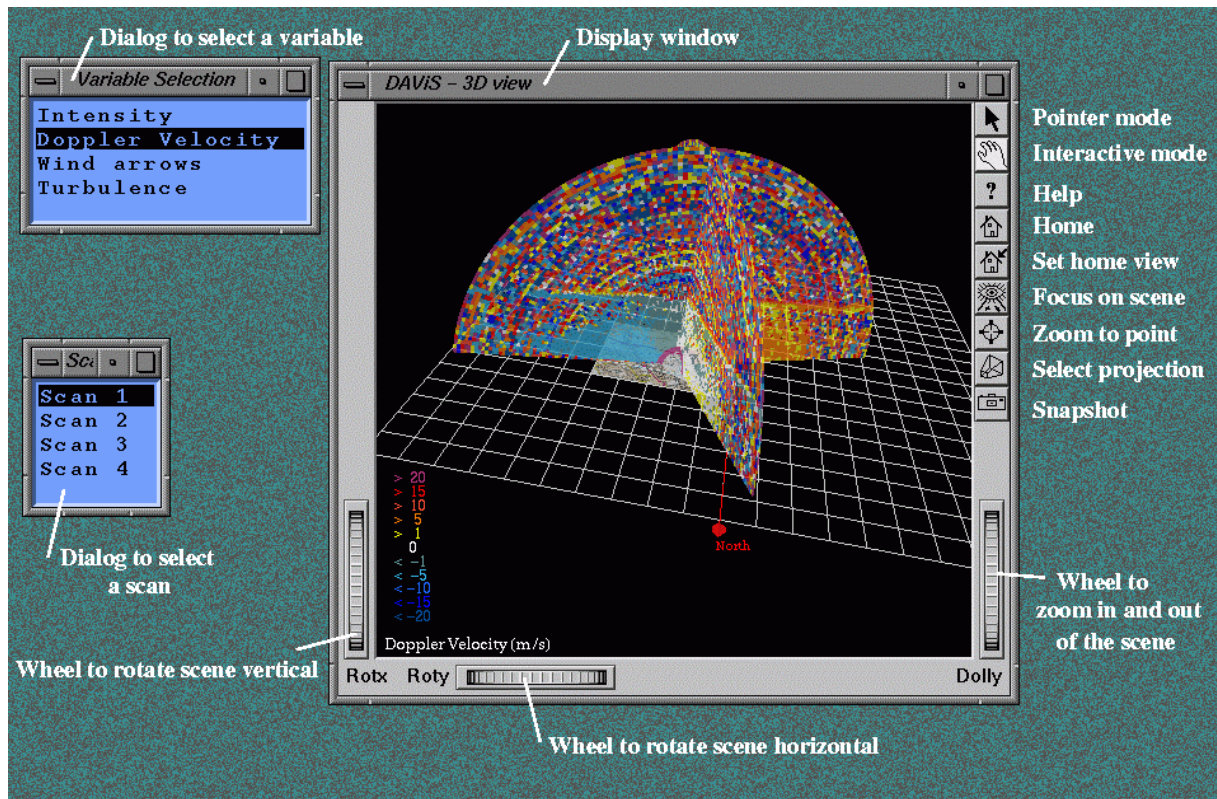 Dialog to select a variable
Display window
Variable Selection
DAViS – 3D view
Intensity
Doppler Velocity
Wind arrows
Turbulence
Pointer mode
Interactive mode
?
Help
Home
Set home view
Focus on scene
Zoom to point
Select projection
Snapshot
Scan 1
Scan 2
Scan 3
Scan 4
Dialog to select
a scan
> 20
> 15
> 10
> 5
> 1
0
< -1
< -5
< -10
< -15
< -20
North
Doppler Velocity (m/s)
Wheel to
zoom in and out
of the scene
Wheel to rotate scene vertical
Rotx Roty
Dolly
Wheel to rotate scene horizontal